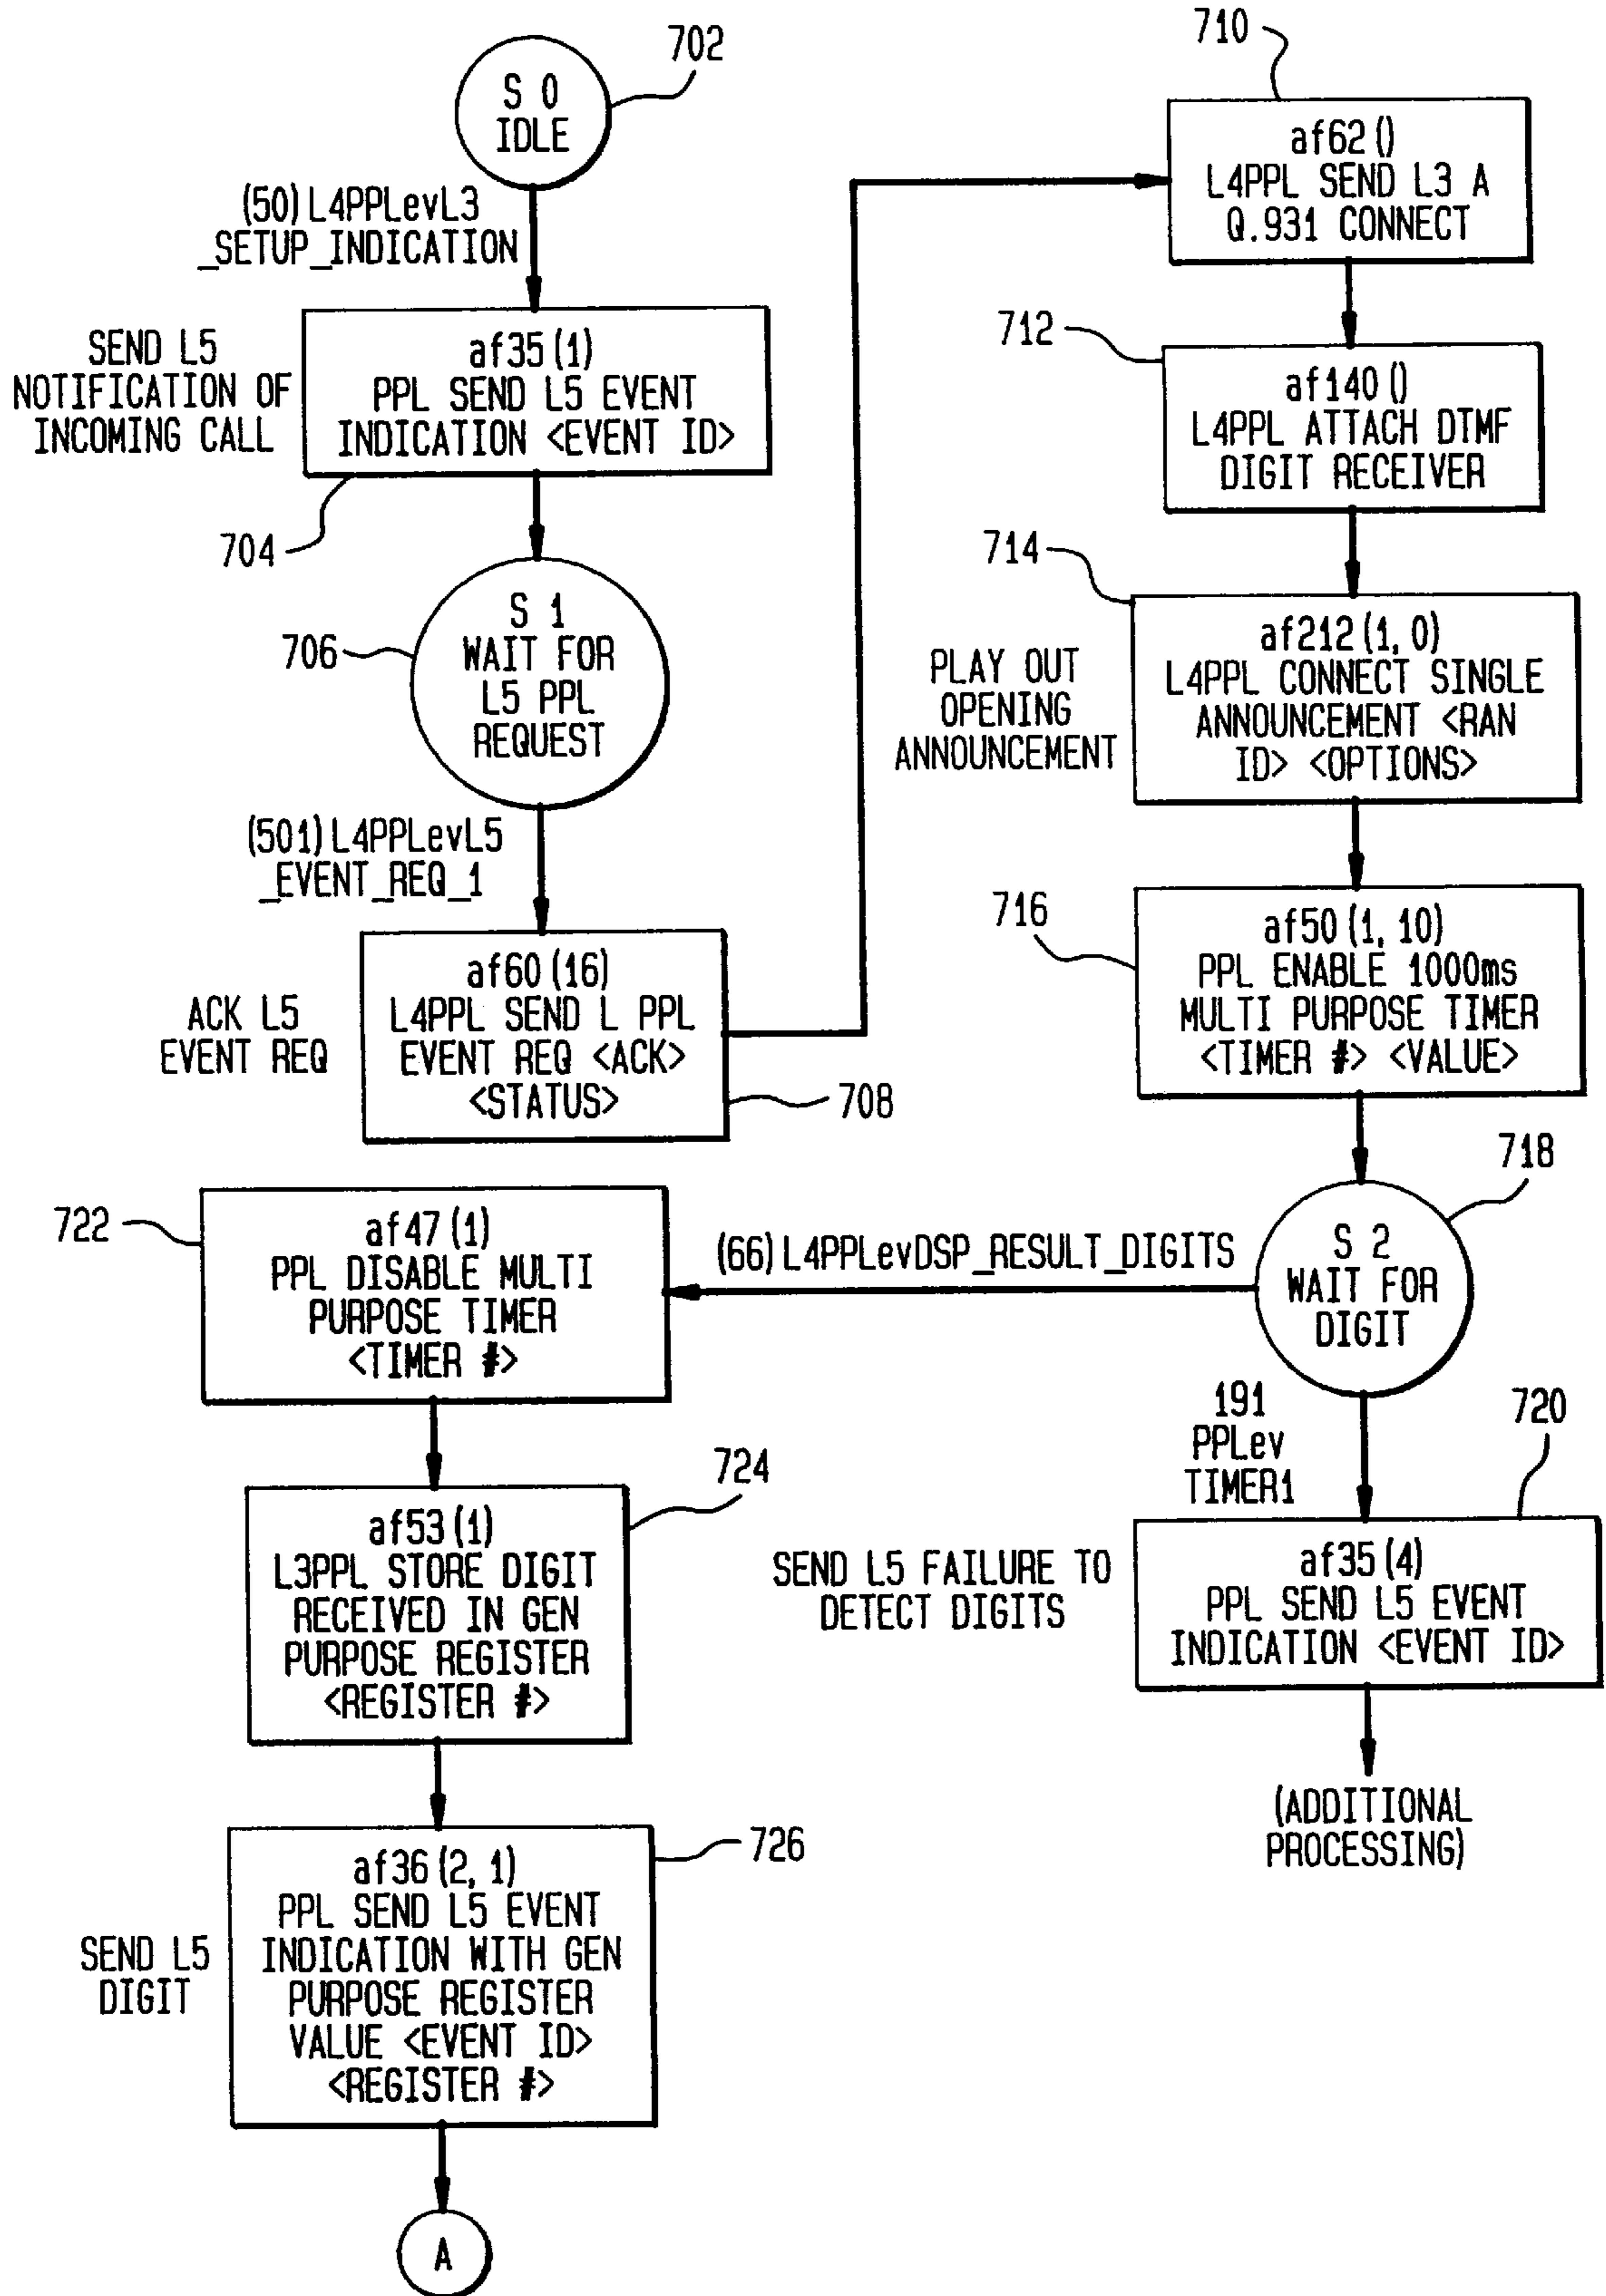 702
S 0
IDLE
(50) L4PPLevL3
_SETUP_INDICATION
SEND L5
NOTIFICATION OF
INCOMING CALL
af35 (1)
PPL SEND L5 EVENT
INDICATION <EVENT ID>
704
S 1
WAIT FOR
L5 PPL
REQUEST
706
(501) L4PPLevL5
_EVENT_REQ_1
ACK L5
EVENT REQ
af60 (16)
L4PPL SEND L PPL
EVENT REQ <ACK>
<STATUS>
708
710
af62 ()
L4PPL SEND L3 A
Q.931 CONNECT
712
af140 ()
L4PPL ATTACH DTMF
DIGIT RECEIVER
714
PLAY OUT
OPENING
ANNOUNCEMENT
af212 (1, 0)
L4PPL CONNECT SINGLE
ANNOUNCEMENT <RAN
ID> <OPTIONS>
716
af50 (1, 10)
PPL ENABLE 1000ms
MULTI PURPOSE TIMER
<TIMER #> <VALUE>
718
S 2
WAIT FOR
DIGIT
(66) L4PPLevDSP_RESULT_DIGITS
191
PPLev
TIMER1
720
SEND L5 FAILURE TO
DETECT DIGITS
af35 (4)
PPL SEND L5 EVENT
INDICATION <EVENT ID>
(ADDITIONAL
PROCESSING)
722
af47 (1)
PPL DISABLE MULTI
PURPOSE TIMER
<TIMER #>
724
af53 (1)
L3PPL STORE DIGIT
RECEIVED IN GEN
PURPOSE REGISTER
<REGISTER #>
726
SEND L5
DIGIT
af36 (2, 1)
PPL SEND L5 EVENT
INDICATION WITH GEN
PURPOSE REGISTER
VALUE <EVENT ID>
<REGISTER #>
A